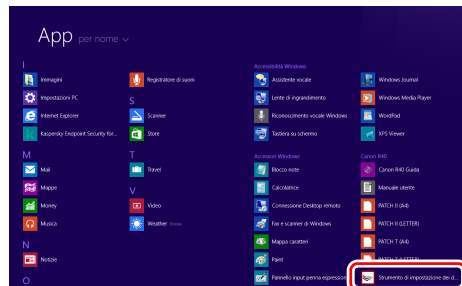 App per nome
I
Immagini
Impostazioni PC
Internet Explorer
Kaspersky Endpoint Security for...
M
Mail
Mappe
Money
Musica
N
Notizie
O
Registratore di suoni
S
Scanner
Store
T
Travel
V
Video
Weather
Accessibilità Windows
Assistente vocale
Lente di ingrandimento
Riconoscimento vocale Windows
Tastiera su schermo
Accessori Windows
Blocco note
Calcolatrice
Connessione Desktop remoto
Fax e scanner di Windows
Mappa caratteri
Paint
Pannello input penna espressioni
Windows Journal
Windows Media Player
WordPad
XPS Viewer
Canon R40
Canon R40 Guida
Manuale utente
PATCH II (A4)
PATCH II (LETTER)
PATCH T (A4)
PATCH T (LETTER)
Strumento di impostazione dei d...